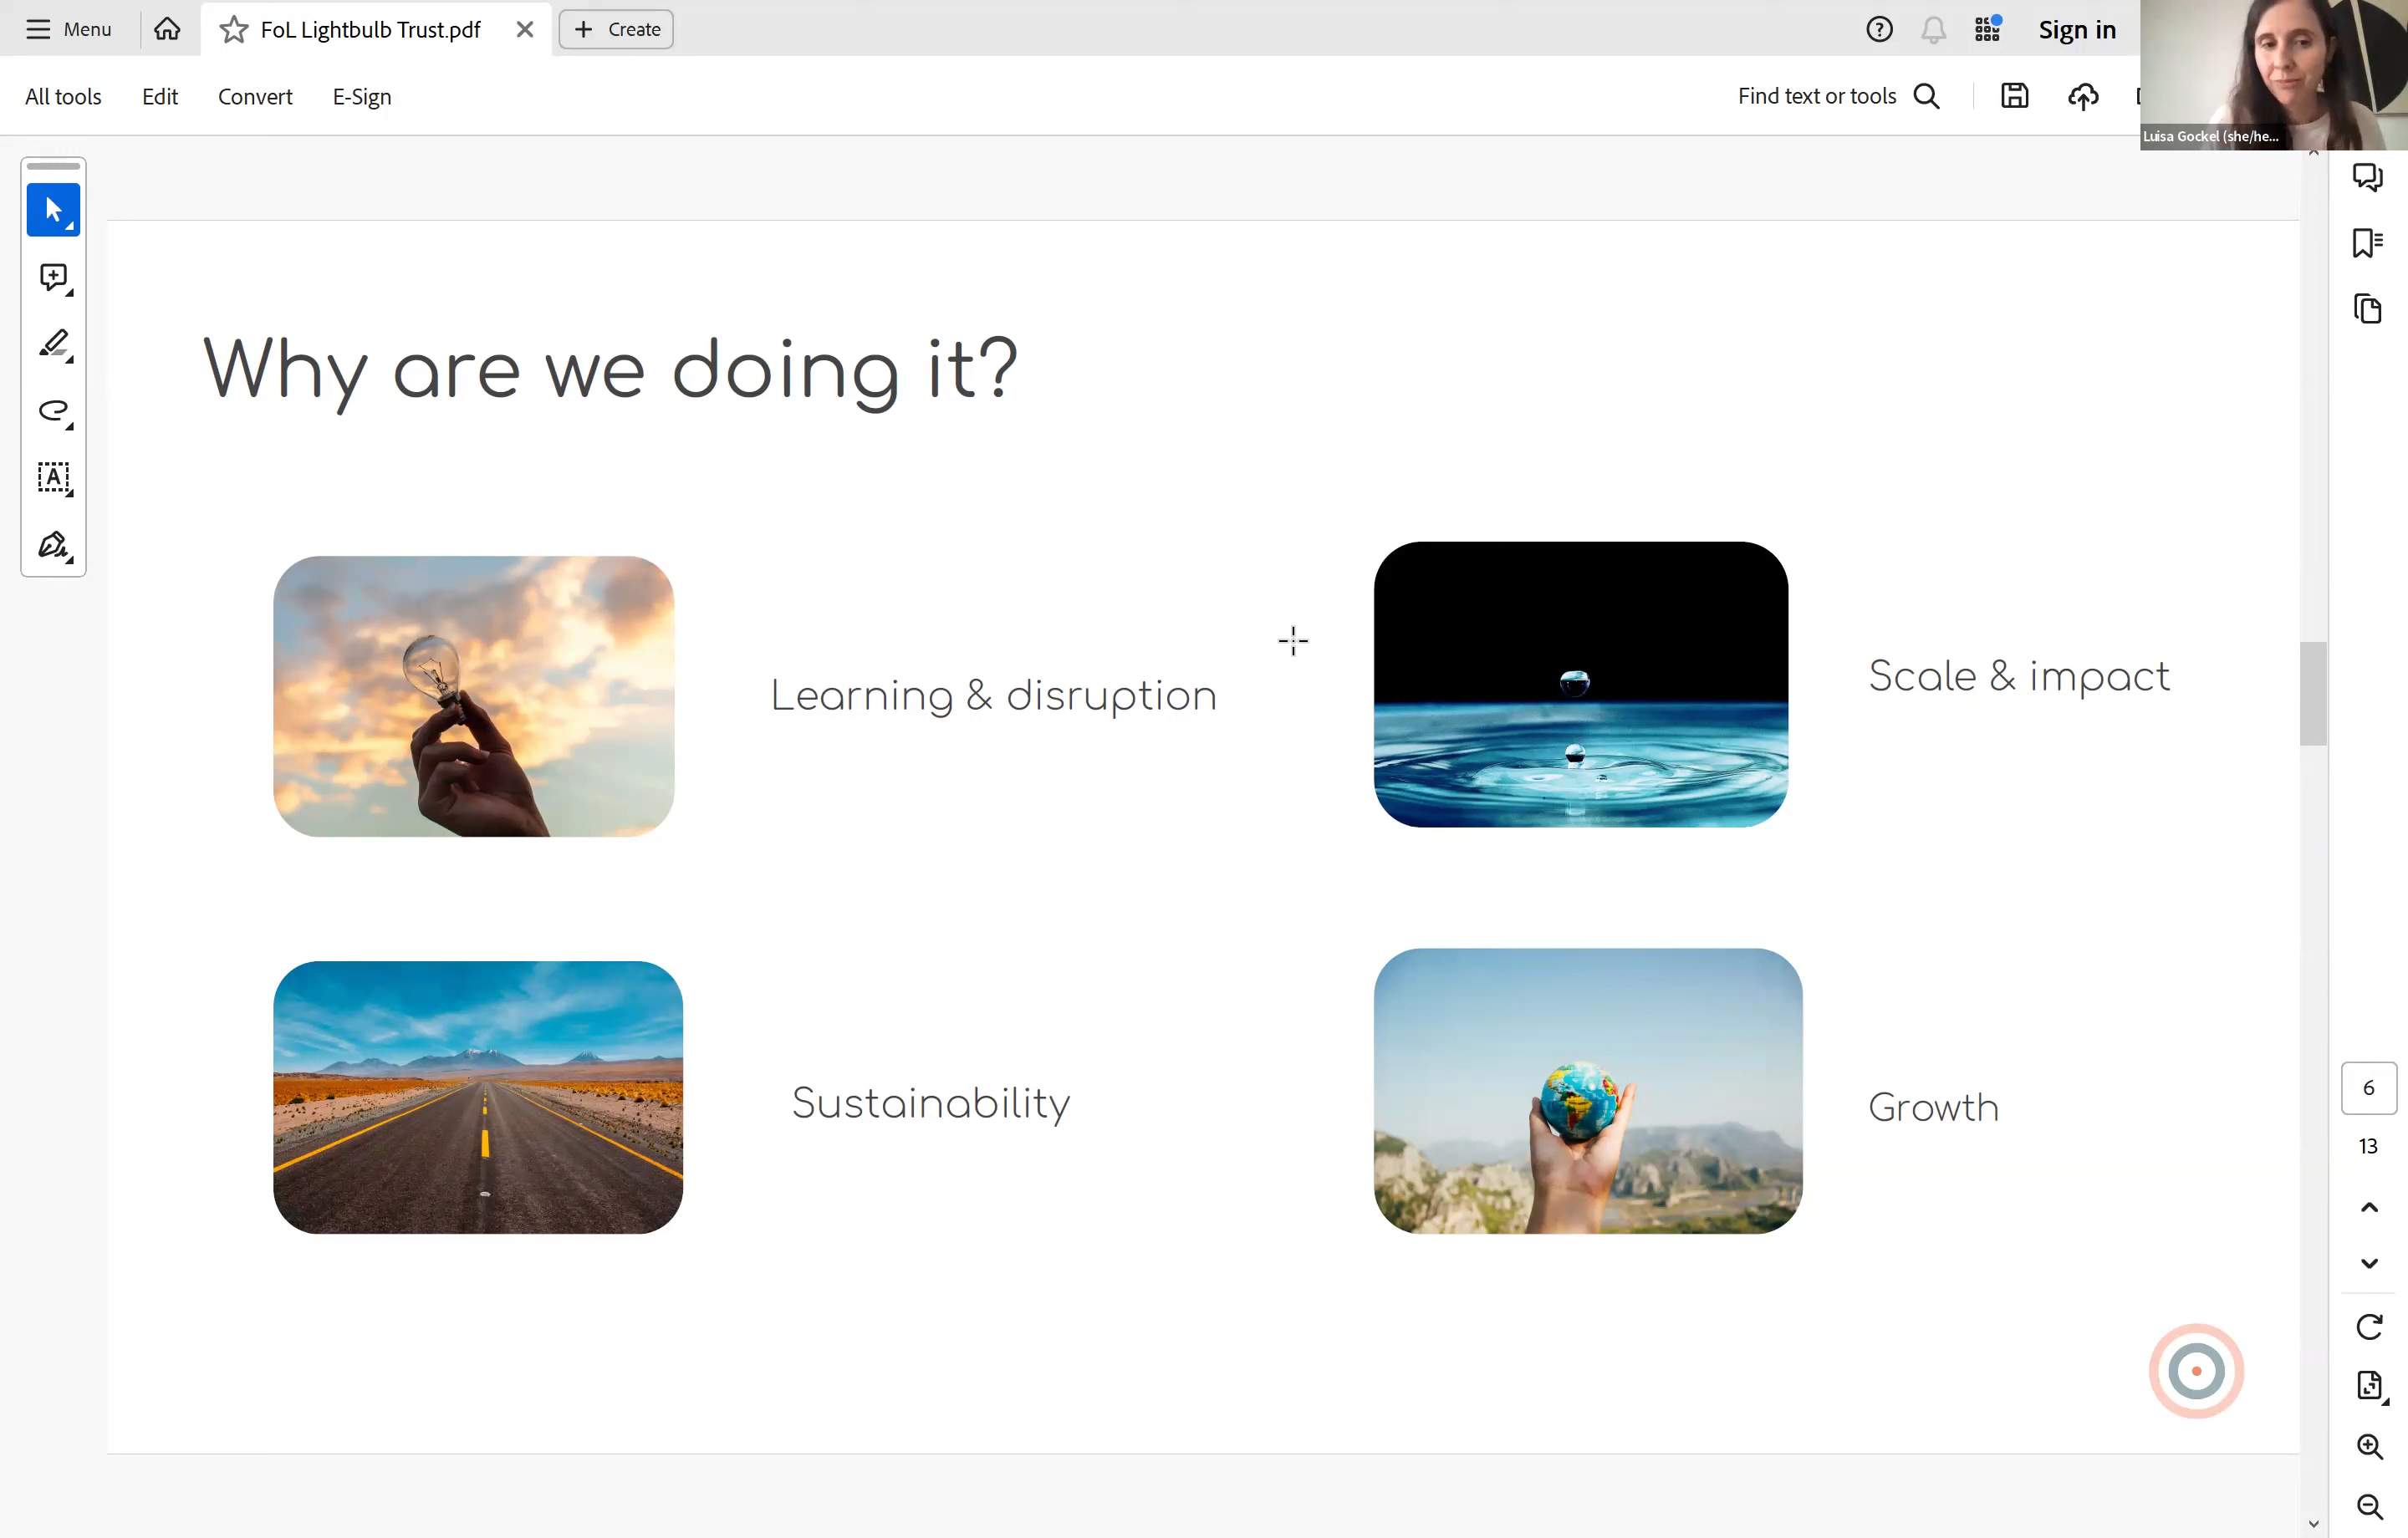 Menu
FoL Lightbulb Trust.pdf
Create
Sign in
All tools
Edit
Convert
E-Sign
Find text or tools
Luisa Gockel (she/he...
A
Why are we doing it?
Learning & disruption
Scale & impact
Sustainability
Growth
6
13